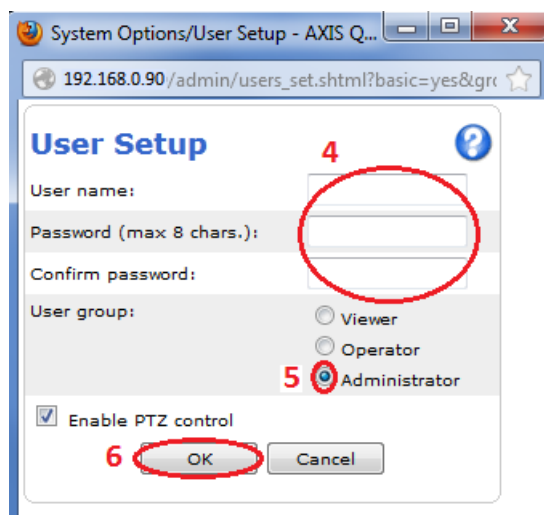 System Options/User Setup - AXIS Q...
192.168.0.90/admin/users_set.shtml?basic=yes&gr
User Setup
4
User name:
Password (max 8 chars.):
Confirm password:
User group:
Viewer
Operator
5 Administrator
Enable PTZ control
6 OK Cancel